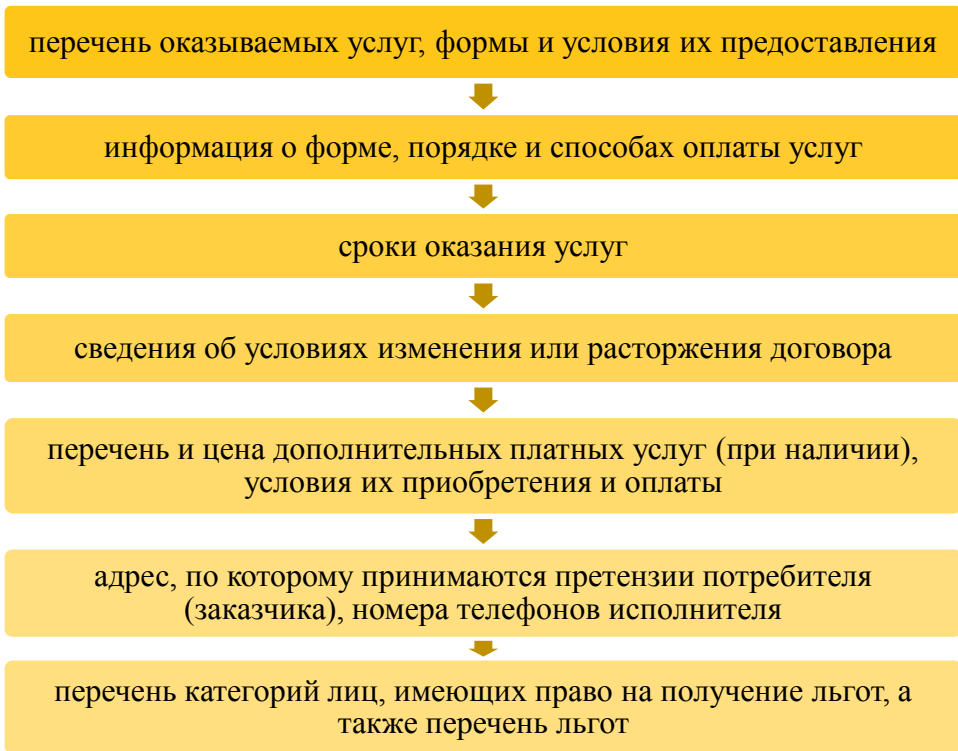 перечень оказываемых услуг, формы и условия их предоставления
информация о форме, порядке и способах оплаты услуг
сроки оказания услуг
сведения об условиях изменения или расторжения договора
перечень и цена дополнительных платных услуг (при наличии),
условия их приобретения и оплаты
адрес, по которому принимаются претензии потребителя
(заказчика), номера телефонов исполнителя
перечень категорий лиц, имеющих право на получение льгот, а
также перечень льгот